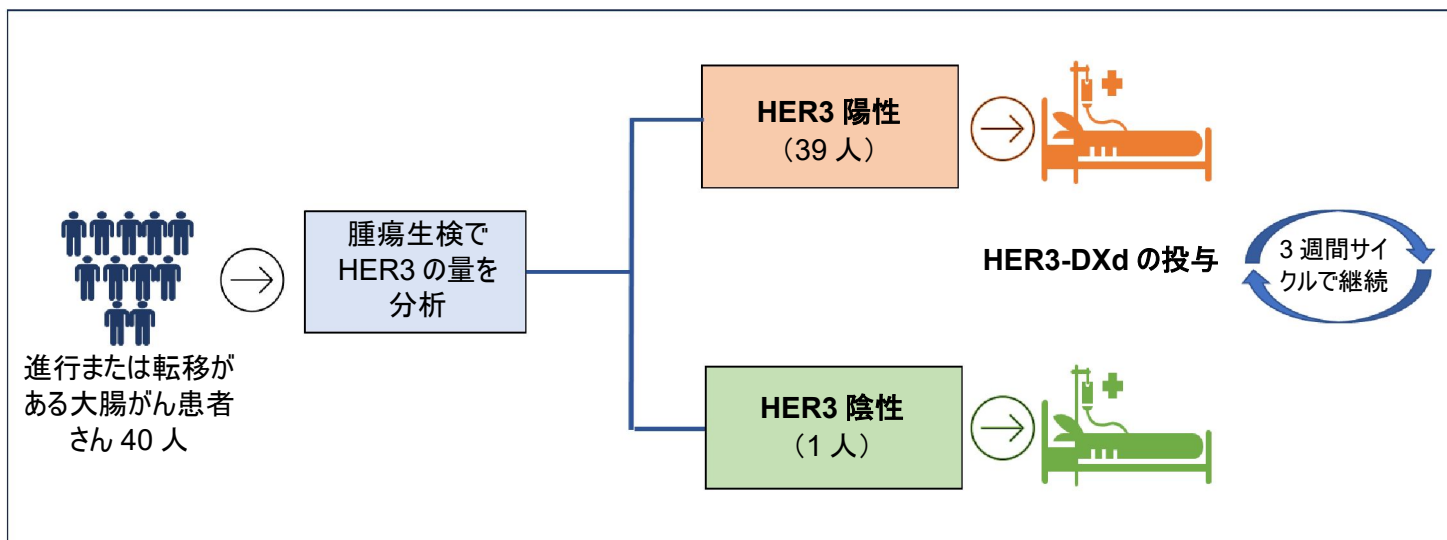 進行または転移が
ある大腸がん患者
さん 40 人
腫瘍生検で
HER3 の量を
分析
HER3 陽性
（39 人）
HER3-DXd の投与
3 週間サイ
クルで継続
HER3 陰性
（1 人）